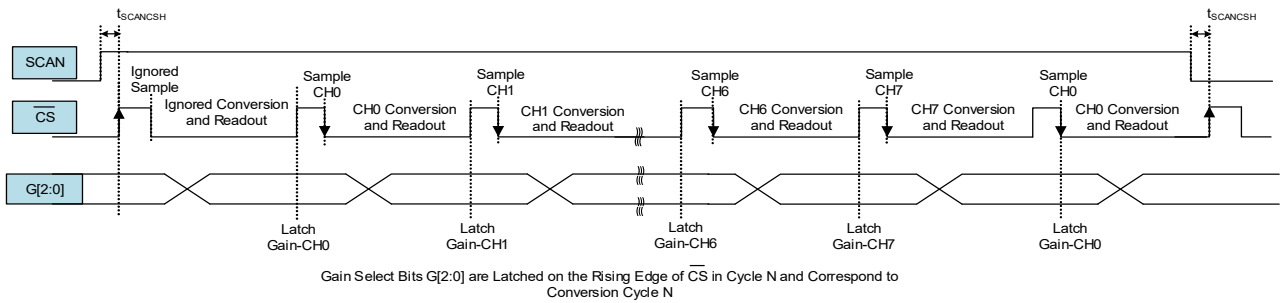 tSCANCSH
tSCANCSH
SCAN
Ignored
Sample
Sample
CH0
Sample
CH1
Sample
CH6
Sample
CH7
Sample
CH0
CS
Ignored Conversion
and Readout
CH0 Conversion
and Readout
CH1 Conversion
and Readout
CH6 Conversion
and Readout
CH7 Conversion
and Readout
CH0 Conversion
and Readout
G[2:0]
Latch
Gain-CH0
Latch
Gain-CH1
Latch
Gain-CH6
Latch
Gain-CH7
Latch
Gain-CH0
Gain Select Bits G[2:0] are Latched on the Rising Edge of CS in Cycle N and Correspond to
Conversion Cycle N